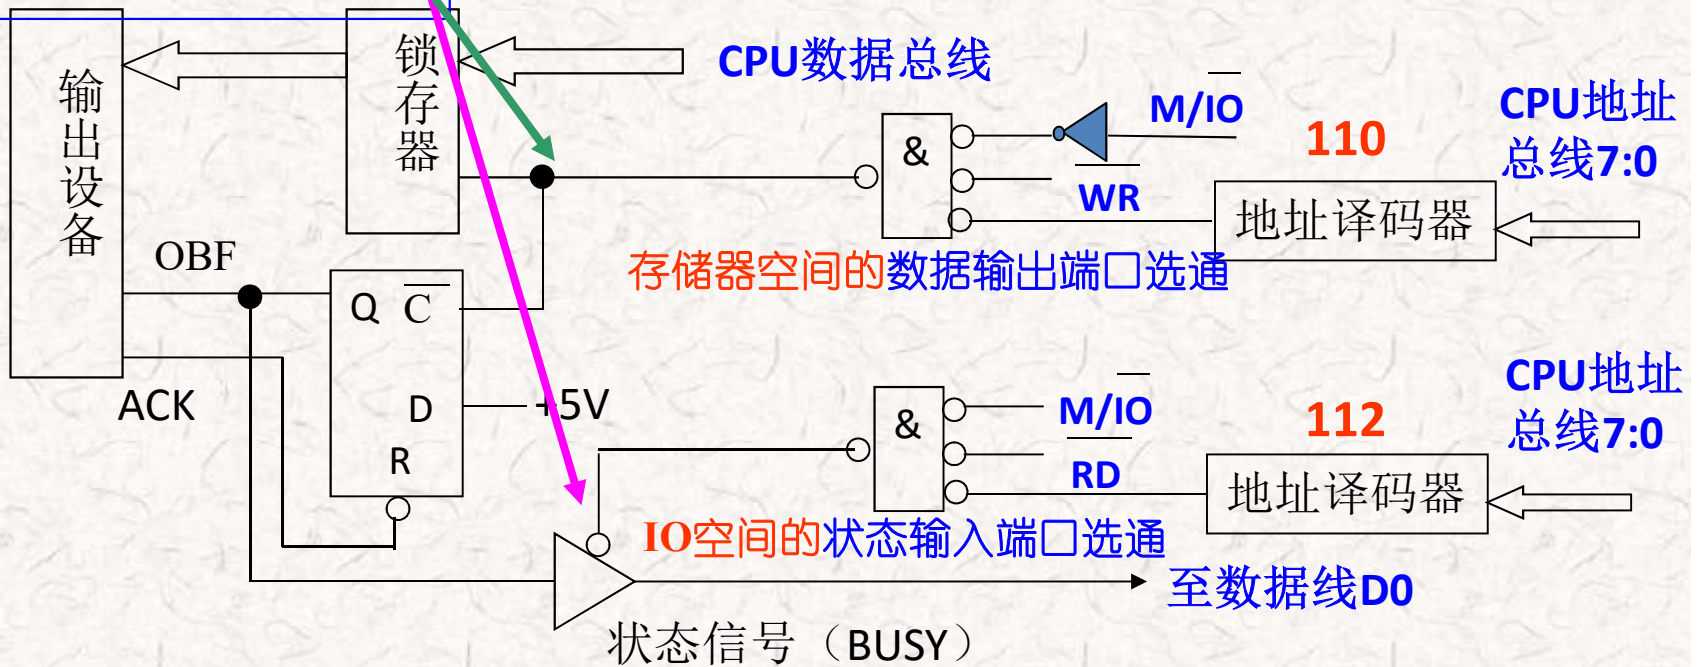 输出设备
锁存器
CPU数据总线
M/IO
&
WR
110
CPU地址
总线7:0
地址译码器
存储器空间的数据输出端口选通
OBF
Q C
ACK
D
+5V
R
&
M/IO
RD
112
CPU地址
总线7:0
地址译码器
IO空间的状态输入端口选通
至数据线D0
状态信号（BUSY）